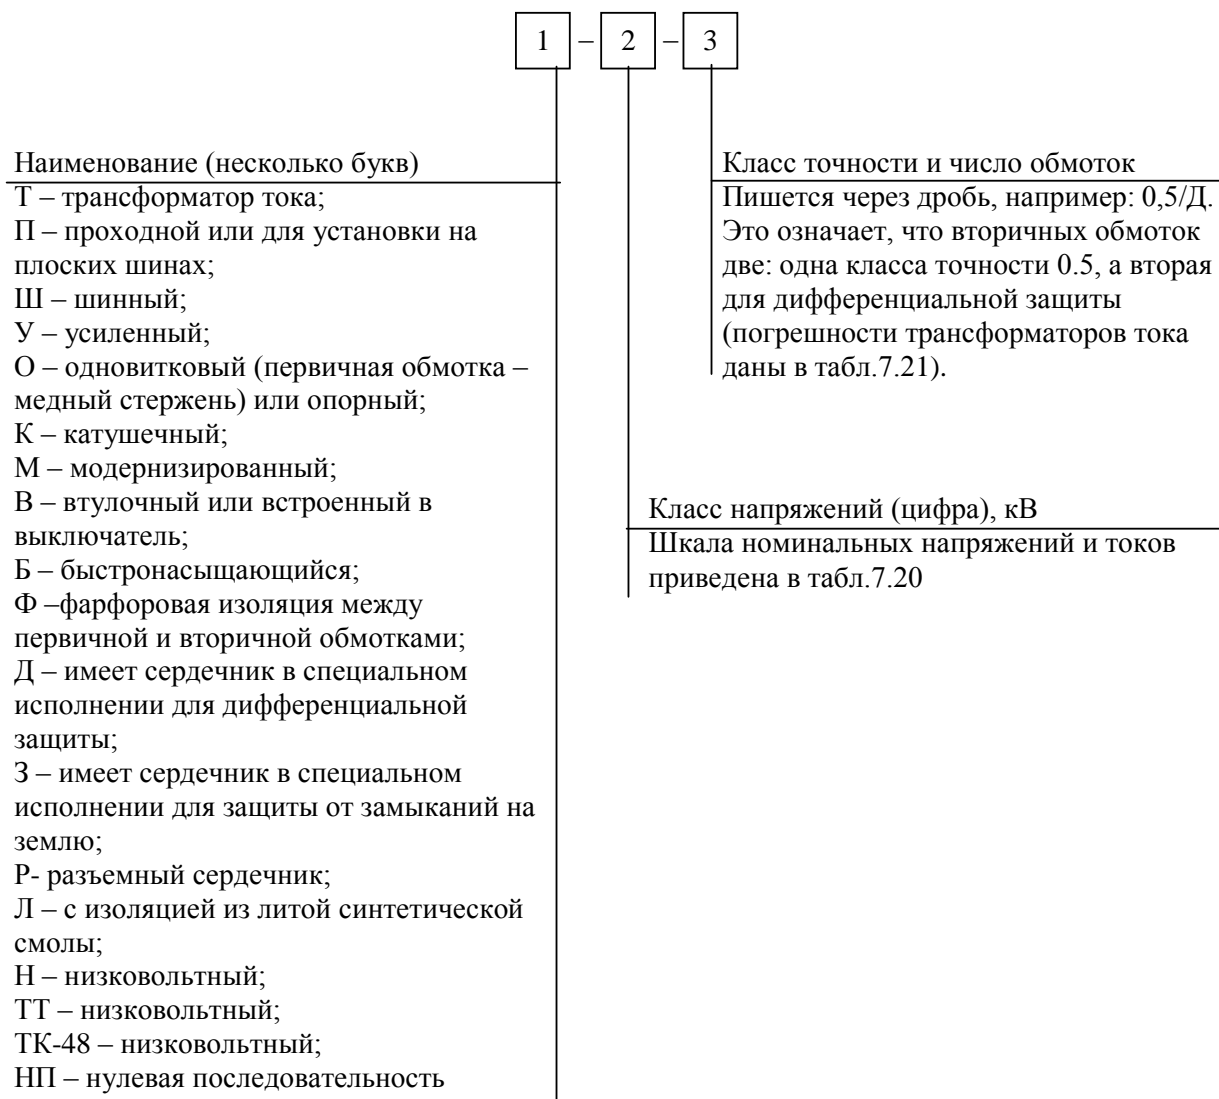 1 – 2 – 3
Наименование (несколько букв)
Т – трансформатор тока;
П – проходной или для установки на
плоских шинах;
Ш – шинный;
У – усиленный;
О – одновитковый (первичная обмотка –
медный стержень) или опорный;
К – катушечный;
М – модернизированный;
В – втулочный или встроенный в
выключатель;
Б – быстронасыщающийся;
Ф –фарфоровая изоляция между
первичной и вторичной обмотками;
Д – имеет сердечник в специальном
исполнении для дифференциальной
защиты;
З – имеет сердечник в специальном
исполнении для защиты от замыканий на
землю;
Р- разъемный сердечник;
Л – с изоляцией из литой синтетической
смолы;
Н – низковольтный;
ТТ – низковольтный;
ТК-48 – низковольтный;
НП – нулевая последовательность
Класс точности и число обмоток
Пишется через дробь, например: 0,5/Д.
Это означает, что вторичных обмоток
две: одна класса точности 0.5, а вторая
для дифференциальной защиты
(погрешности трансформаторов тока
даны в табл.7.21).
Класс напряжений (цифра), кВ
Шкала номинальных напряжений и токов
приведена в табл.7.20